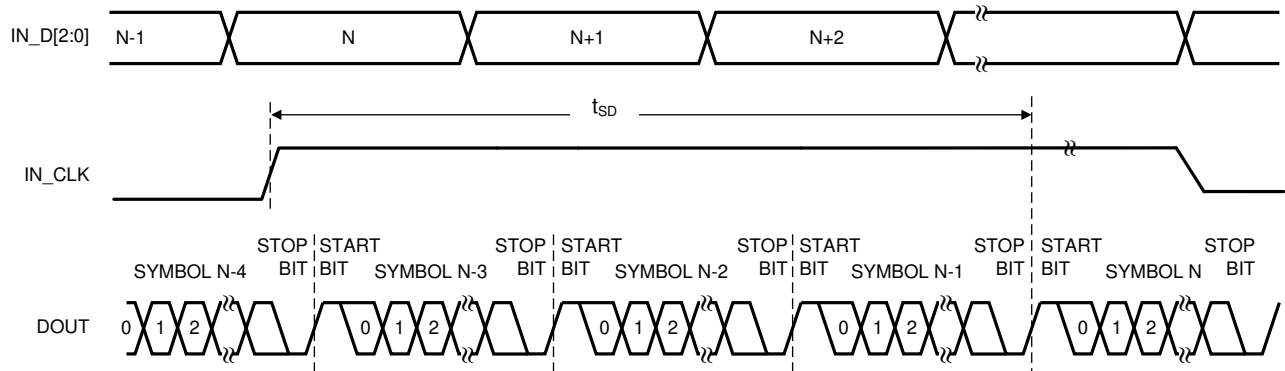 IN_D[2:0] N-1 N N+1 N+2
tSD
IN_CLK
STOP START STOP START STOP START STOP START STOP
BIT BIT BIT BIT BIT BIT BIT BIT BIT
SYMBOL N-4 SYMBOL N-3 SYMBOL N-2 SYMBOL N-1 SYMBOL N
DOUT 0 1 2 0 1 2 0 1 2 0 1 2 0 1 2